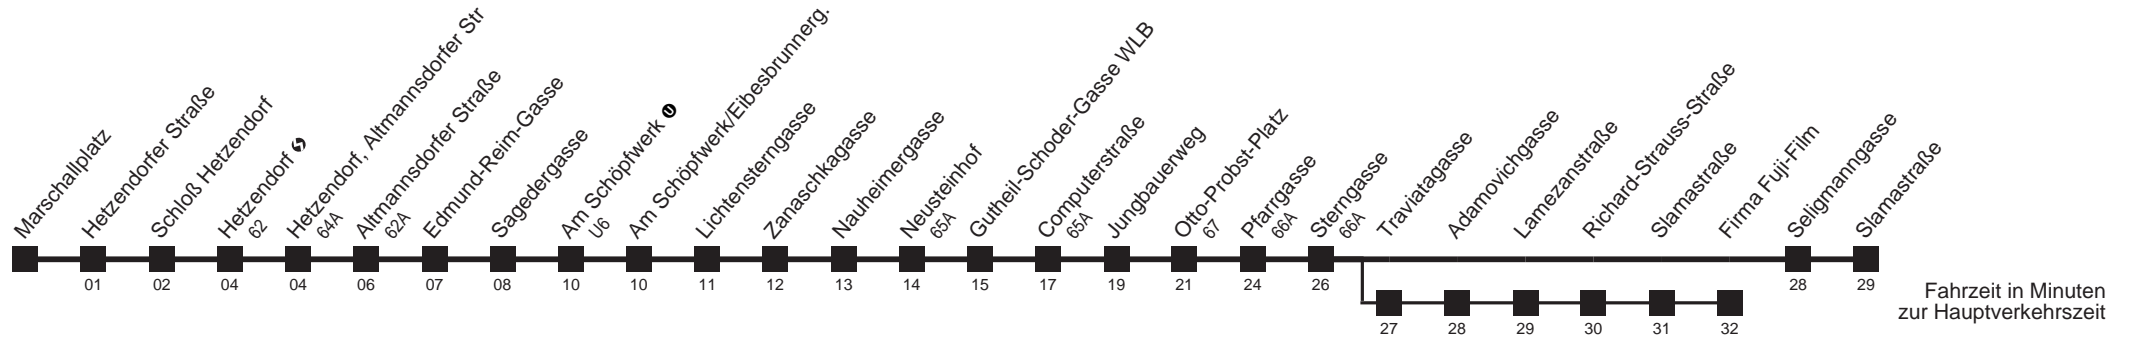 Marschallplatz
Hetzendorfer Straße
Schloß Hetzendorf
Hetzendorf
62
Hetzendorf, Altmannsdorfer Str
64A
Altmannsdorfer Straße
62A
Edmund-Reim-Gasse
Sagedergasse
Am Schöpfwerk U
U6
Am Schöpfwerk/Eibesbrunnerg.
Lichtensterngasse
Zanaschkagasse
Nauheimergasse
Neusteinhof
65A
Gutheil-Schoder-Gasse WLB
Computerstraße
65A
Jungbauerweg
Otto-Probst-Platz
67
Pfarrgasse
66A
Sterngasse
66A
Traviatagasse
Adamovichgasse
Lamezanstraße
Richard-Strauss-Straße
Slamastraße
Firma Fuji-Film
Seligmanngasse
Slamastraße
01 02 04 04 06 07 08 10 10 11 12 13 14 15 17 19 21 24 26 28 29
27 28 29 30 31 32
Fahrzeit in Minuten
zur Hauptverkehrszeit